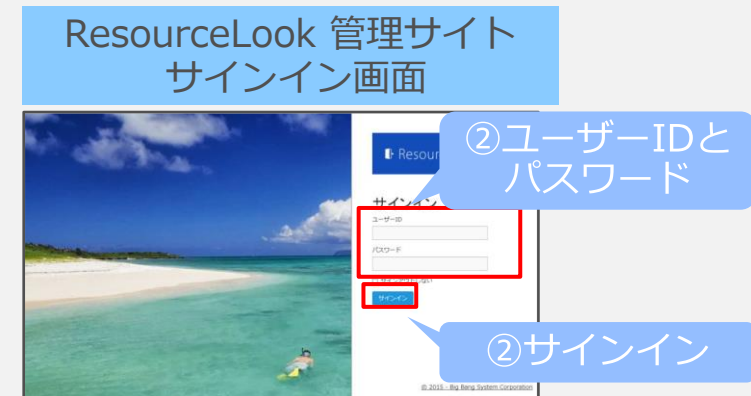 ResourceLook 管理サイト
サインイン画面
②ユーザーIDと
パスワード
Resour
サインイン
ユーザーID
パスワード
サインイン
②サインイン
© 2015 - Big Bang System Corporation